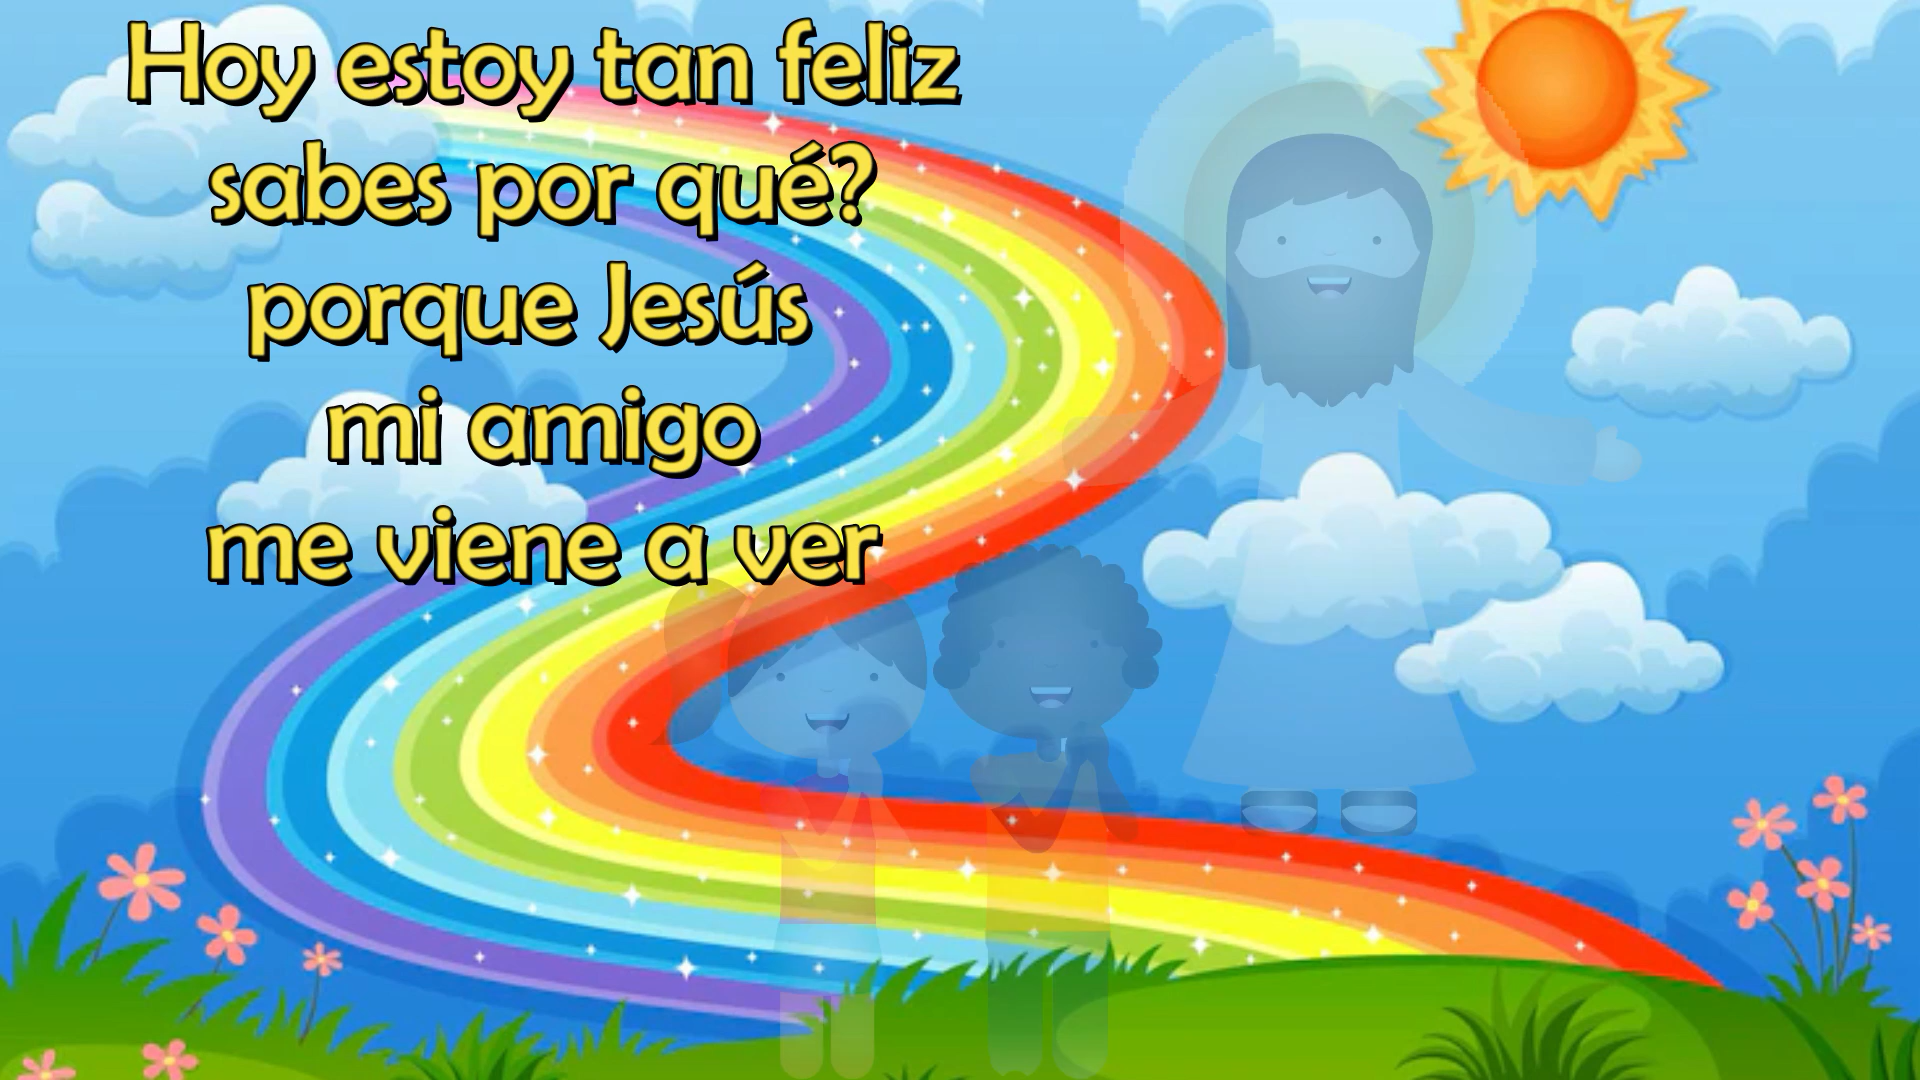 Hoy estoy tan feliz
sabes por qué?
porque Jesús
mi amigo
me viene a ver